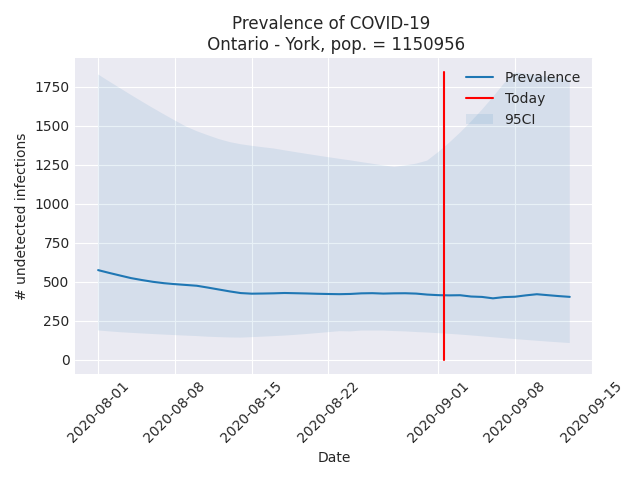 Prevalence of COVID-19
Ontario - York, pop. = 1150956
Prevalence
Today
95CI
# undetected infections
1750
1500
1250
1000
750
500
250
0
2020-08-01
2020-08-08
2020-08-15
2020-08-22
2020-09-01
2020-09-08
2020-09-15
Date